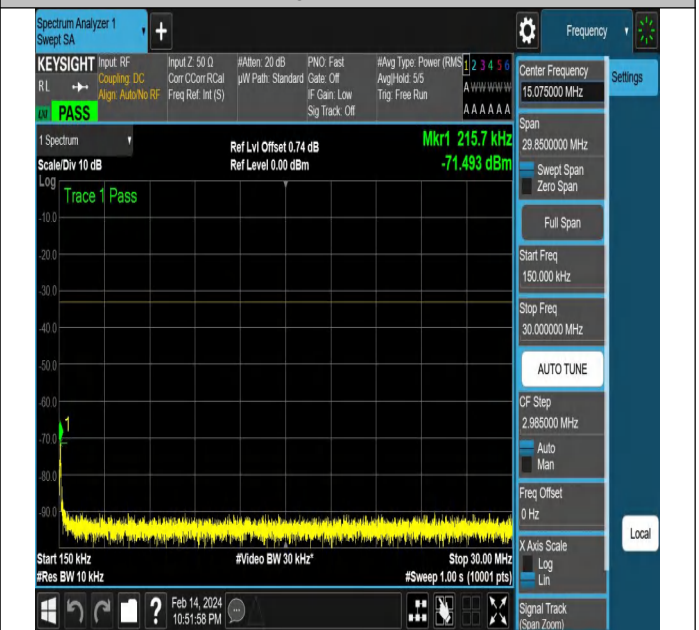 Spectrum Analyzer 1
Swept SA
Frequency
KEYSIGHT
RL
PASS
Input: RF
Coupling: DC
Align: Auto/No RF
Input Z: 50 Ω
Corr CCorr RCal
Freq Ref: Int (S)
#Atten: 20 dB
µW Path: Standard
PNO: Fast
Gate: Off
IF Gain: Low
Sig Track: Off
#Avg Type: Power (RMS
Avg|Hold: 5/5
Trig: Free Run
1 2 3 4 5 6
A W W W W W
A A A A A A
1 Spectrum
Scale/Div 10 dB
Ref Lvl Offset 0.74 dB
Ref Level 0.00 dBm
Mkr1 215.7 kHz
-71.493 dBm
Log
Trace 1 Pass
-10.0
-20.0
-30.0
-40.0
-50.0
-60.0
-70.0
-80.0
-90.0
1
Start 150 kHz
#Res BW 10 kHz
#Video BW 30 kHz*
Stop 30.00 MHz
#Sweep 1.00 s (10001 pts)
Center Frequency
15.075000 MHz
Settings
Span
29.8500000 MHz
Swept Span
Zero Span
Full Span
Start Freq
150.000 kHz
Stop Freq
30.000000 MHz
AUTO TUNE
CF Step
2.985000 MHz
Auto
Man
Freq Offset
0 Hz
Local
X Axis Scale
Log
Lin
Signal Track
(Span Zoom)
?
Feb 14, 2024
10:51:58 PM